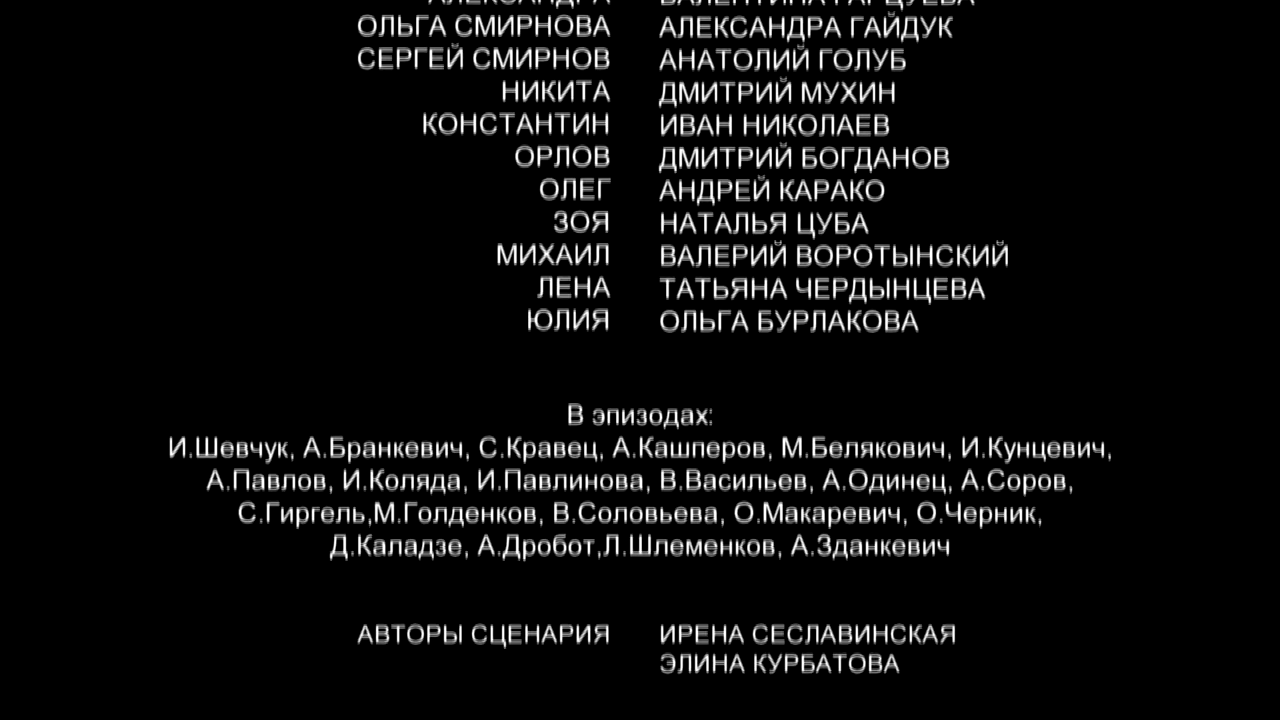 АЛЕКСАНДРА ВАЛЕНТИНА ГАРЦУЕВА
ОЛЬГА СМИРНОВА АЛЕКСАНДРА ГАЙДУК
СЕРГЕЙ СМИРНОВ АНАТОЛИЙ ГОЛУБ
НИКИТА ДМИТРИЙ МУХИН
КОНСТАНТИН ИВАН НИКОЛАЕВ
ОРЛОВ ДМИТРИЙ БОГДАНОВ
ОЛЕГ АНДРЕЙ КАРАКО
ЗОЯ НАТАЛЬЯ ЦУБА
МИХАИЛ ВАЛЕРИЙ ВОРОТЫНСКИЙ
ЛЕНА ТАТЬЯНА ЧЕРДЫНЦЕВА
ЮЛИЯ ОЛЬГА БУРЛАКОВА
В эпизодах:
И.Шевчук, А.Бранкевич, С.Кравец, А.Кашперов, М.Белякович, И.Кунцевич,
А.Павлов, И.Коляда, И.Павлинова, В.Васильев, А.Одинец, А.Соров,
С.Гиргель,М.Голденков, В.Соловьева, О.Макаревич, О.Черник,
Д.Каладзе, А.Дробот,Л.Шлеменков, А.Зданкевич
АВТОРЫ СЦЕНАРИЯ ИРЕНА СЕСЛАВИНСКАЯ
ЭЛИНА КУРБАТОВА